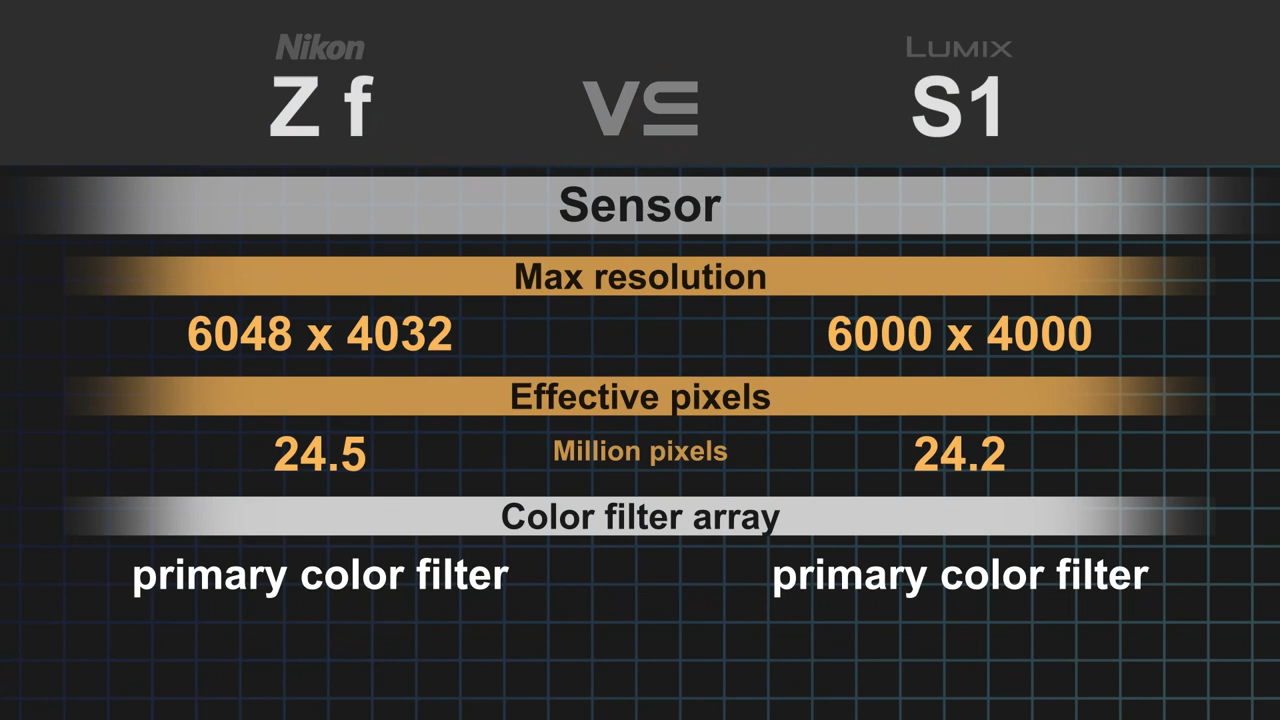 Nikon
LUMIX
Z f
VS
S1
Sensor
Max resolution
6048 x 4032
6000 x 4000
Effective pixels
24.5
Million pixels
24.2
Color filter array
primary color filter
primary color filter